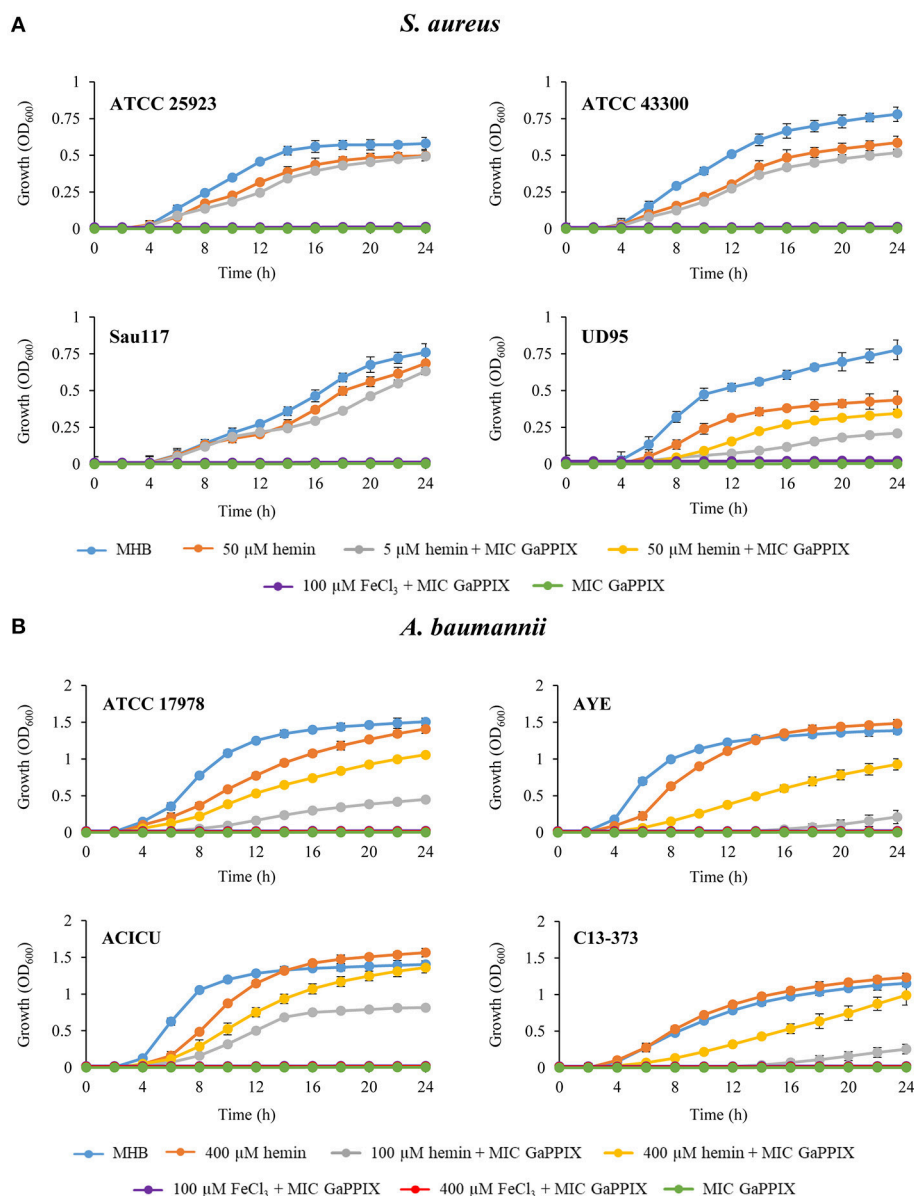 A
S. aureus
ATCC 25923
Growth (OD600)
1
0.75
0.5
0.25
0
0 4 8 12 16 20 24
Time (h)
ATCC 43300
Growth (OD600)
1
0.75
0.5
0.25
0
0 4 8 12 16 20 24
Time (h)
Sau117
Growth (OD600)
1
0.75
0.5
0.25
0
0 4 8 12 16 20 24
Time (h)
UD95
Growth (OD600)
1
0.75
0.5
0.25
0
0 4 8 12 16 20 24
Time (h)
MHB 50 µM hemin 5 µM hemin + MIC GaPPIX 50 µM hemin + MIC GaPPIX
100 µM FeCl3 + MIC GaPPIX MIC GaPPIX
B
A. baumannii
ATCC 17978
Growth (OD600)
2
1.5
1
0.5
0
0 4 8 12 16 20 24
Time (h)
AYE
Growth (OD600)
2
1.5
1
0.5
0
0 4 8 12 16 20 24
Time (h)
ACICU
Growth (OD600)
2
1.5
1
0.5
0
0 4 8 12 16 20 24
Time (h)
C13-373
Growth (OD600)
2
1.5
1
0.5
0
0 4 8 12 16 20 24
Time (h)
MHB 400 µM hemin 100 µM hemin + MIC GaPPIX 400 µM hemin + MIC GaPPIX
100 µM FeCl3 + MIC GaPPIX 400 µM FeCl3 + MIC GaPPIX MIC GaPPIX